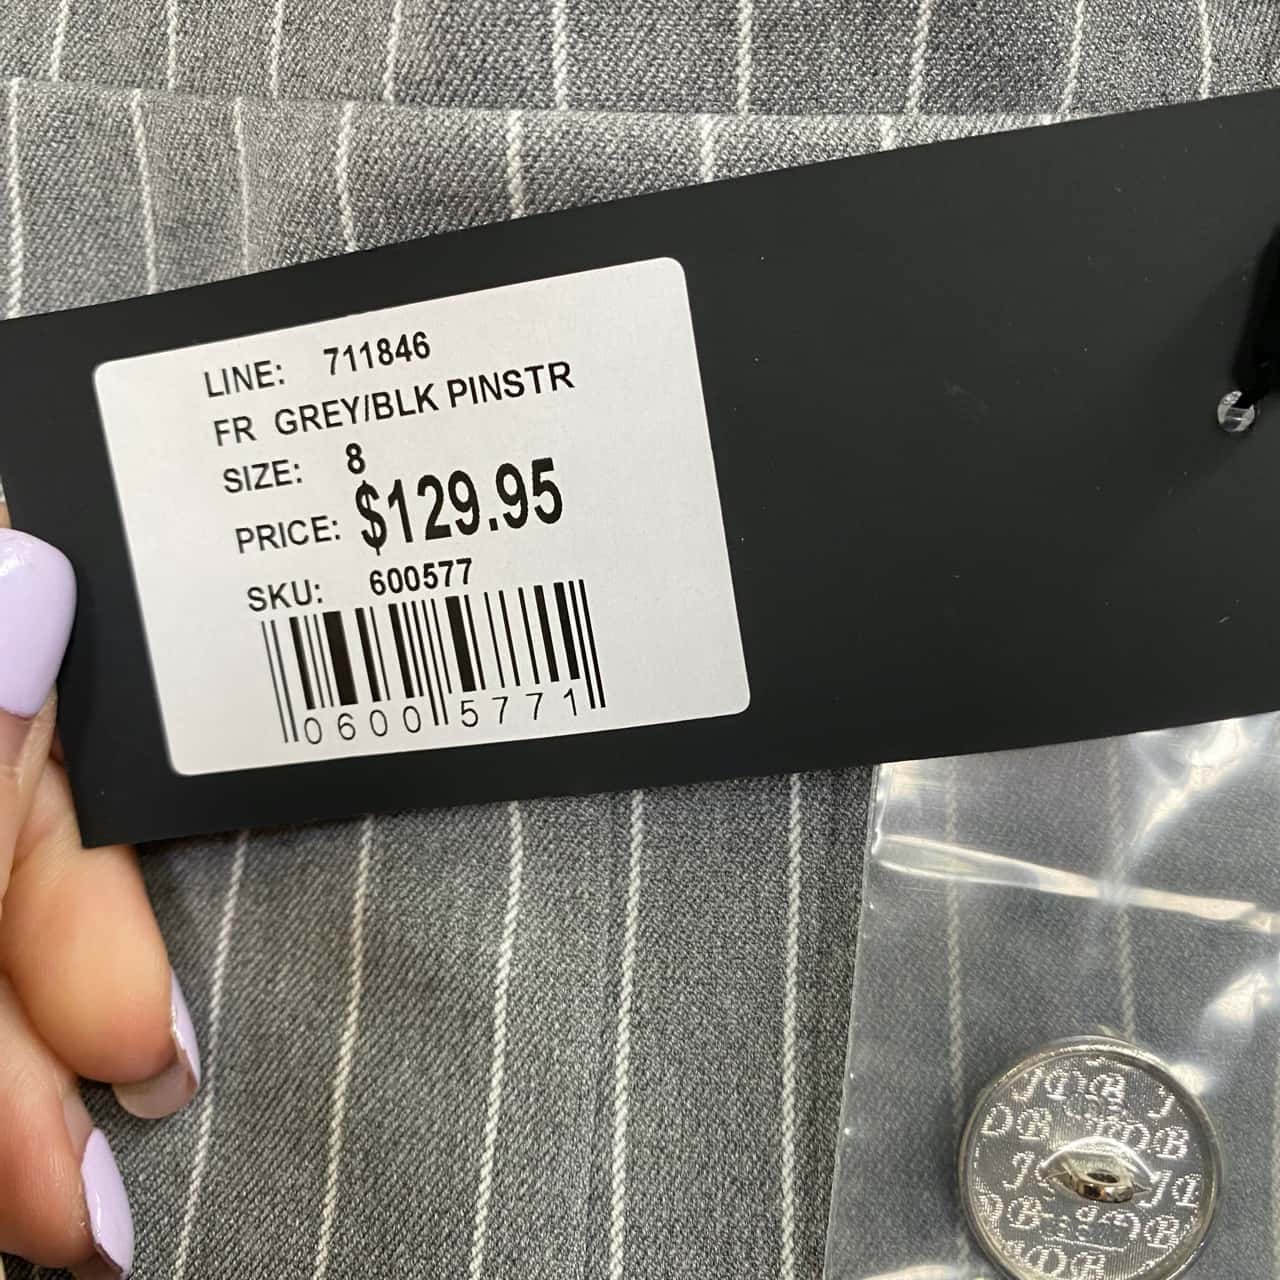 LINE: 711846
FR GREY/BLK PINSTR
SIZE: 8
PRICE: $129.95
SKU: 600577
0600 5771